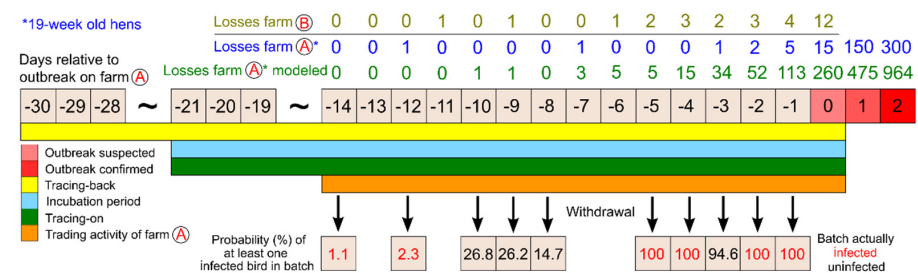 Losses farm B 0 0 0 1 0 1 0 0 1 2 3 2 3 4 12
*19-week old hens
Losses farm A* 0 0 1 0 0 0 0 1 0 0 0 1 2 5 15 150 300
Days relative to
outbreak on farm A
Losses farm A* modeled 0 0 0 0 1 1 0 3 5 5 15 34 52 113 260 475 964
-30 -29 -28 ~ -21 -20 -19 ~ -14 -13 -12 -11 -10 -9 -8 -7 -6 -5 -4 -3 -2 -1 0 1 2
Outbreak suspected
Outbreak confirmed
Tracing-back
Incubation period
Tracing-on
Trading activity of farm A
Withdrawal
Probability (%) of
at least one
infected bird in batch
1.1 2.3 26.8 26.2 14.7 100 100 94.6 100 100
Batch actually
infected
uninfected